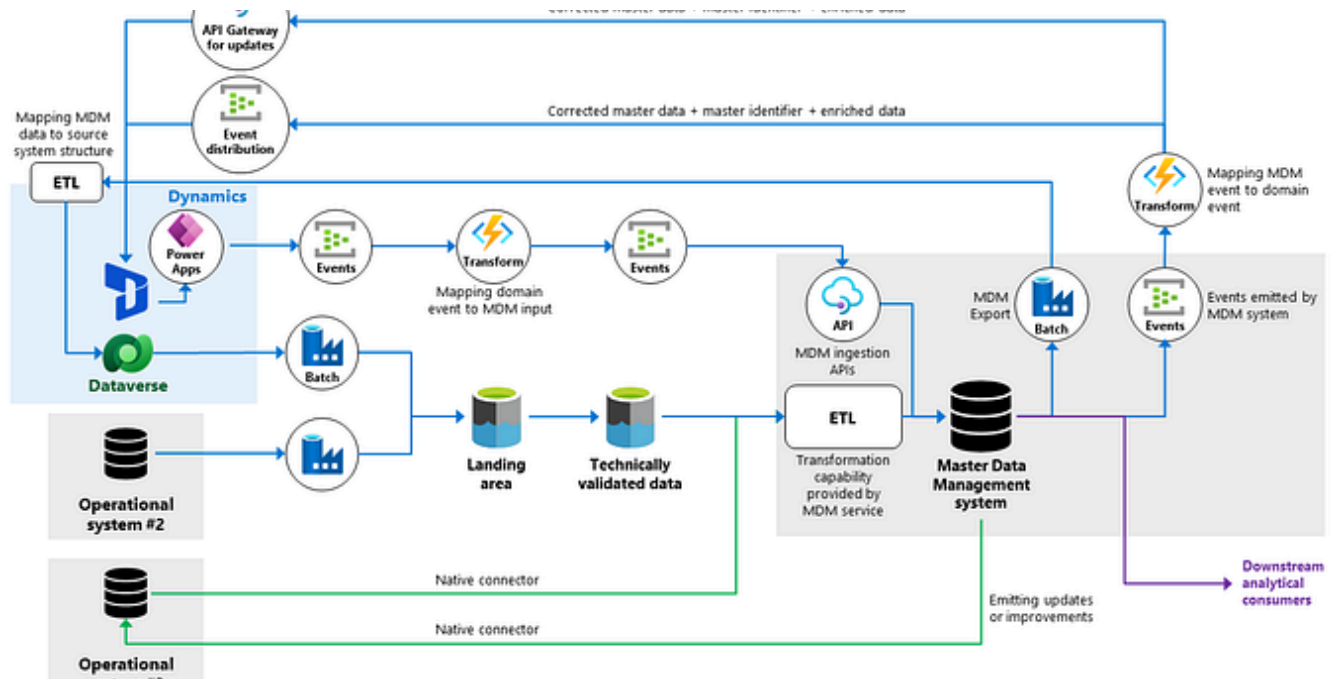 API Gateway
for updates
Corrected master data + master identifier + enriched data
Event
distribution
Corrected master data + master identifier + enriched data
Mapping MDM
data to source
system structure
ETL
Dynamics
Power
Apps
Events
Transform
Mapping domain
event to MDM input
Events
Transform
Mapping MDM
event to domain
event
API
MDM ingestion
APIs
MDM
Export
Batch
Events
Events emitted by
MDM system
Dataverse
Batch
Landing
area
Technically
validated data
ETL
Transformation
capability
provided by
MDM service
Master Data
Management
system
Operational
system #2
Native connector
Native connector
Emitting updates
or improvements
Downstream
analytical
consumers
Operational